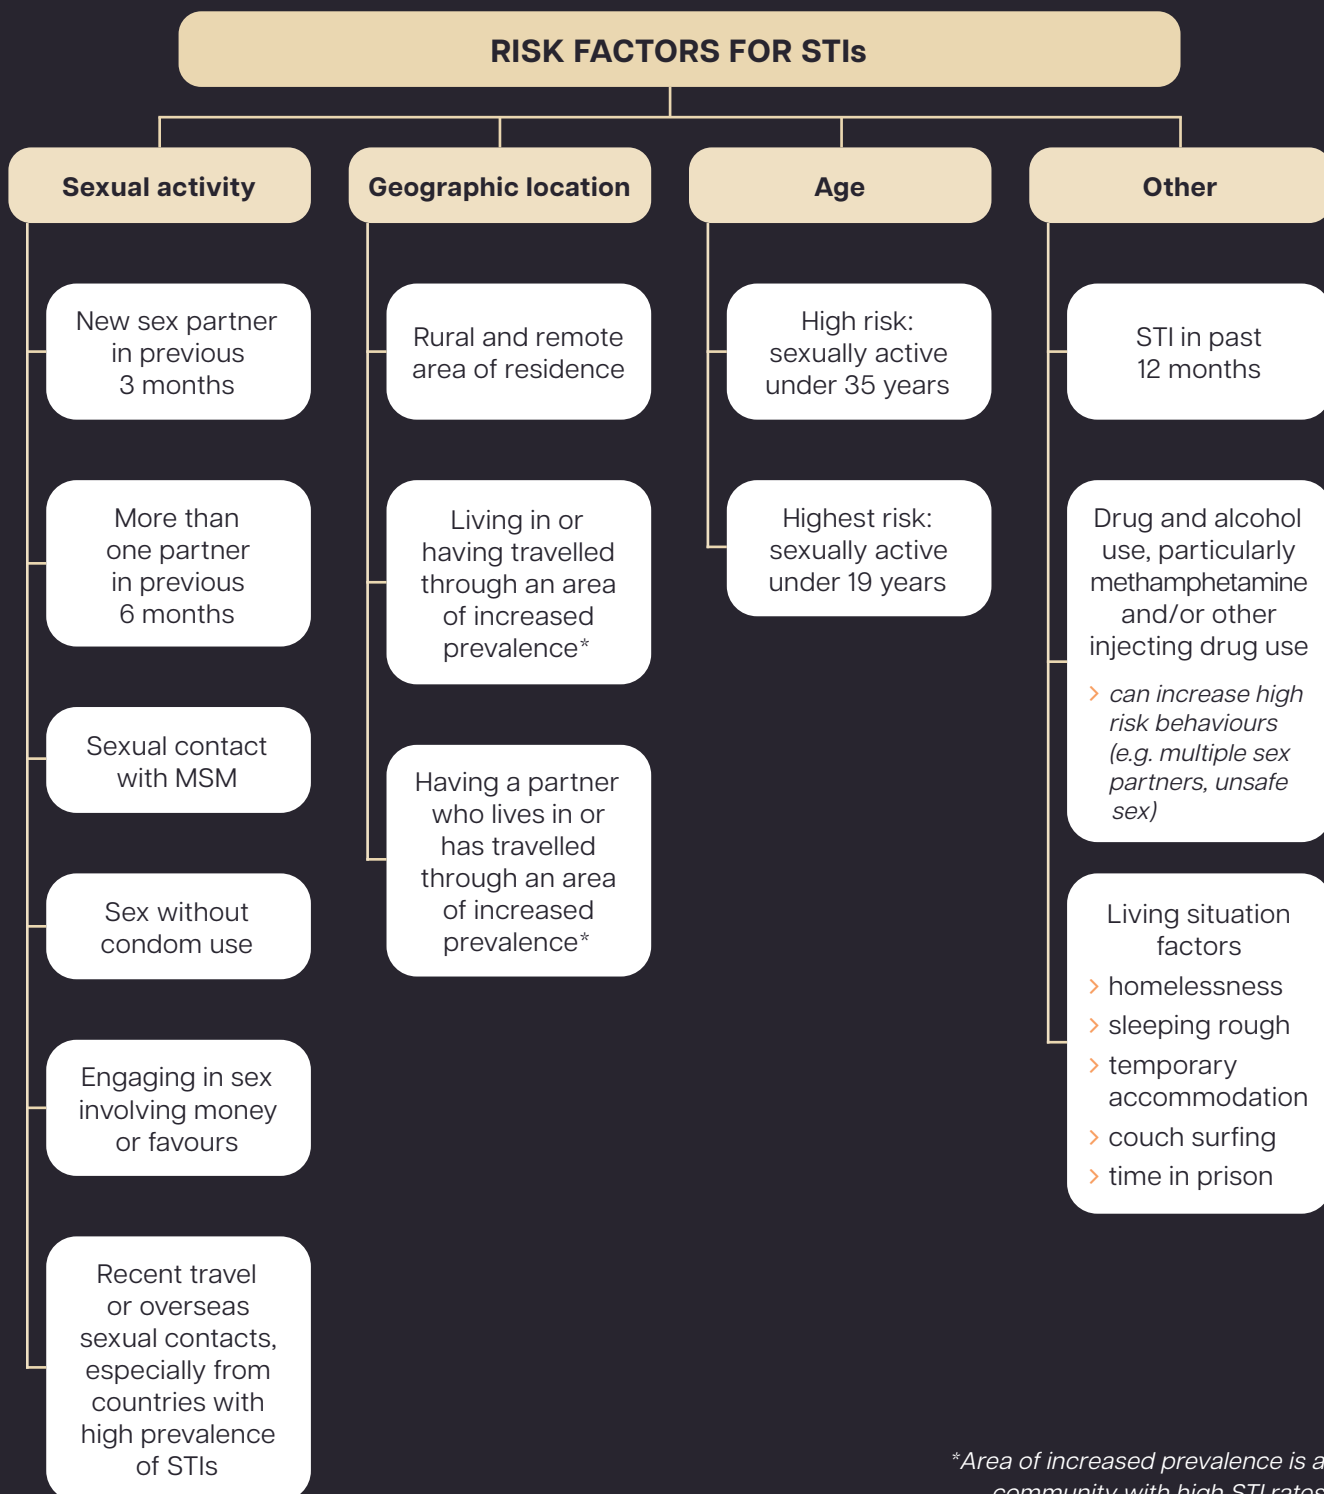 RISK FACTORS FOR STIs
Sexual activity
New sex partner
in previous
3 months
More than
one partner
in previous
6 months
Sexual contact
with MSM
Sex without
condom use
Engaging in sex
involving money
or favours
Recent travel
or overseas
sexual contacts,
especially from
countries with
high prevalence
of STIs
Geographic location
Rural and remote
area of residence
Living in or
having travelled
through an area
of increased
prevalence*
Having a partner
who lives in or
has travelled
through an area
of increased
prevalence*
Age
High risk:
sexually active
under 35 years
Highest risk:
sexually active
under 19 years
Other
STI in past
12 months
Drug and alcohol
use, particularly
methamphetamine
and/or other
injecting drug use
> can increase high
risk behaviours
(e.g. multiple sex
partners, unsafe
sex)
Living situation
factors
> homelessness
> sleeping rough
> temporary
accommodation
> couch surfing
> time in prison
*Area of increased prevalence is a
community with high STI rates